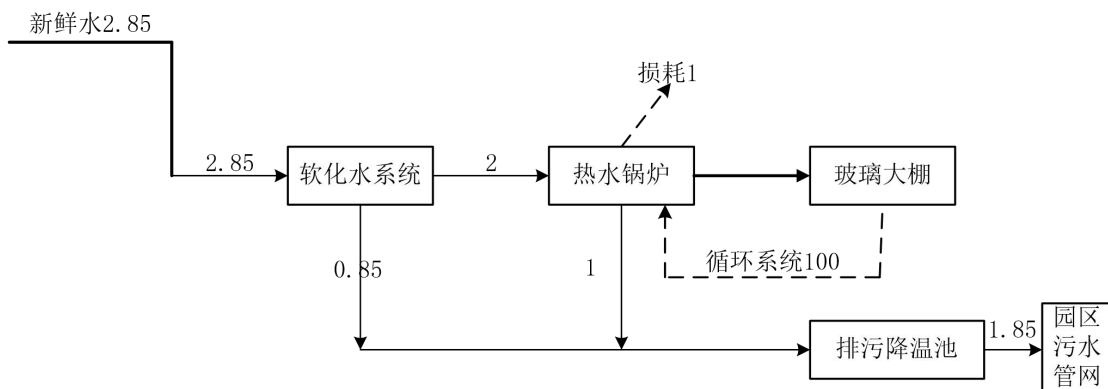 新鲜水2.85
损耗1
2.85
软化水系统
2
热水锅炉
玻璃大棚
0.85
1
循环系统100
排污降温池
1.85
园区
污水
管网